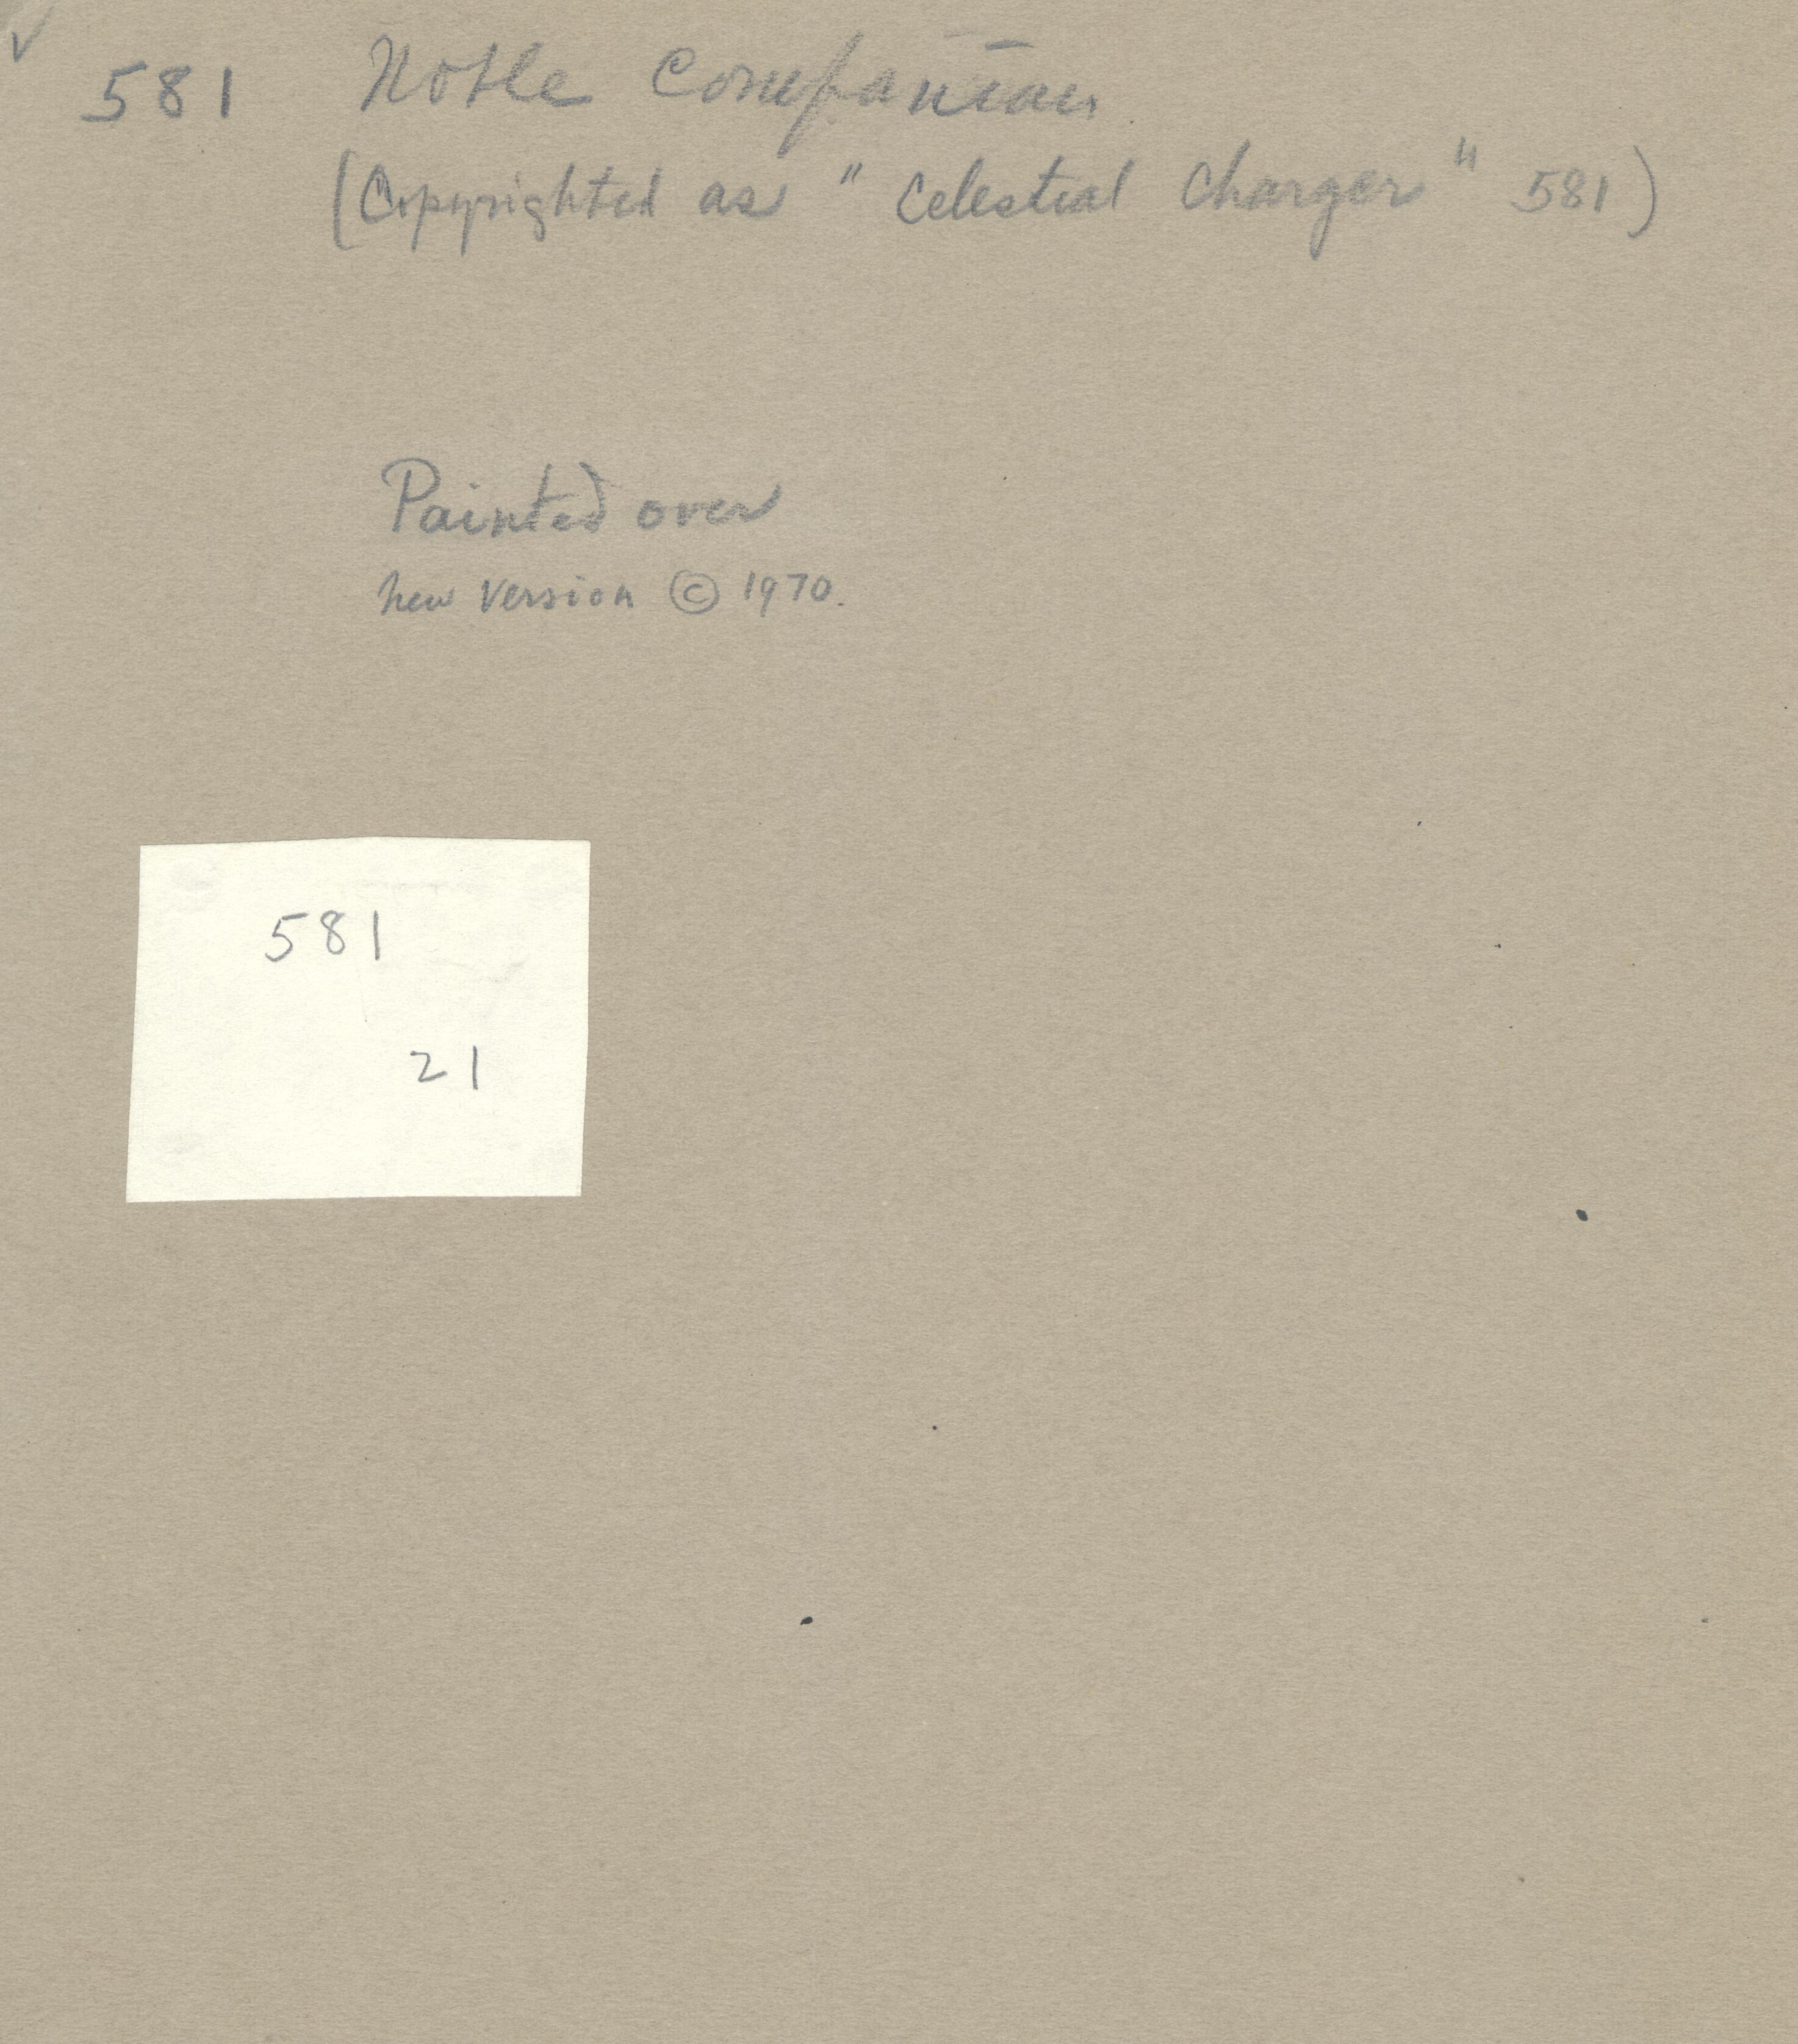 ✓
581 Noble Companion
(Copyrighted as "Celestial Charger" 581)
Painted over
new version © 1970.
581
21